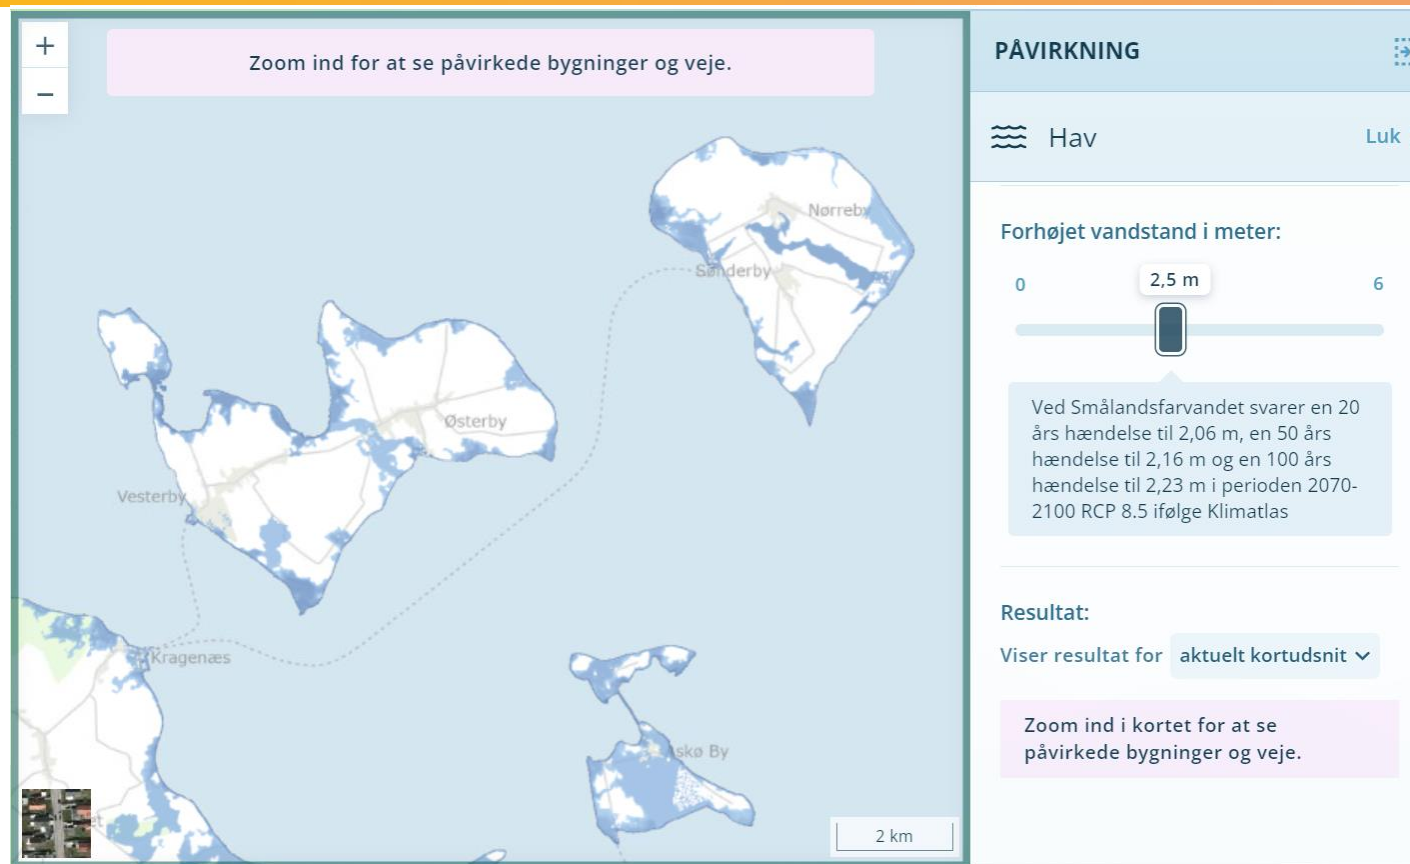 +
−
Zoom ind for at se påvirkede bygninger og veje.
Nørreby
Sønderby
Østerby
Vesterby
Kragenæs
Askø By
2 km
PÅVIRKNING
Hav
Luk
Forhøjet vandstand i meter:
0
2,5 m
6
Ved Smålandsfarvandet svarer en 20
års hændelse til 2,06 m, en 50 års
hændelse til 2,16 m og en 100 års
hændelse til 2,23 m i perioden 2070-
2100 RCP 8.5 ifølge Klimatlas
Resultat:
Viser resultat for aktuelt kortudsnit
Zoom ind i kortet for at se
påvirkede bygninger og veje.